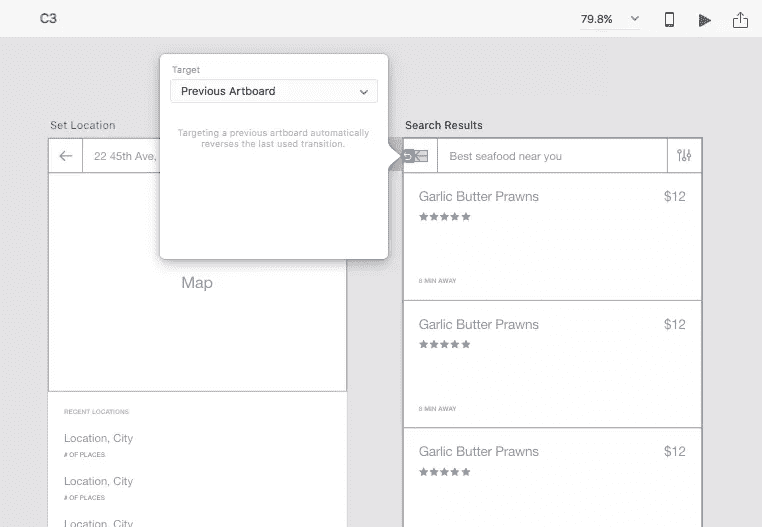 C3
79.8%
Target
Previous Artboard
Targeting a previous artboard automatically
reverses the last used transition.
Set Location
22 45th Ave,
Map
RECENT LOCATIONS
Location, City
# OF PLACES
Location, City
# OF PLACES
Location, City
Search Results
Best seafood near you
Garlic Butter Prawns $12
8 MIN AWAY
Garlic Butter Prawns $12
8 MIN AWAY
Garlic Butter Prawns $12